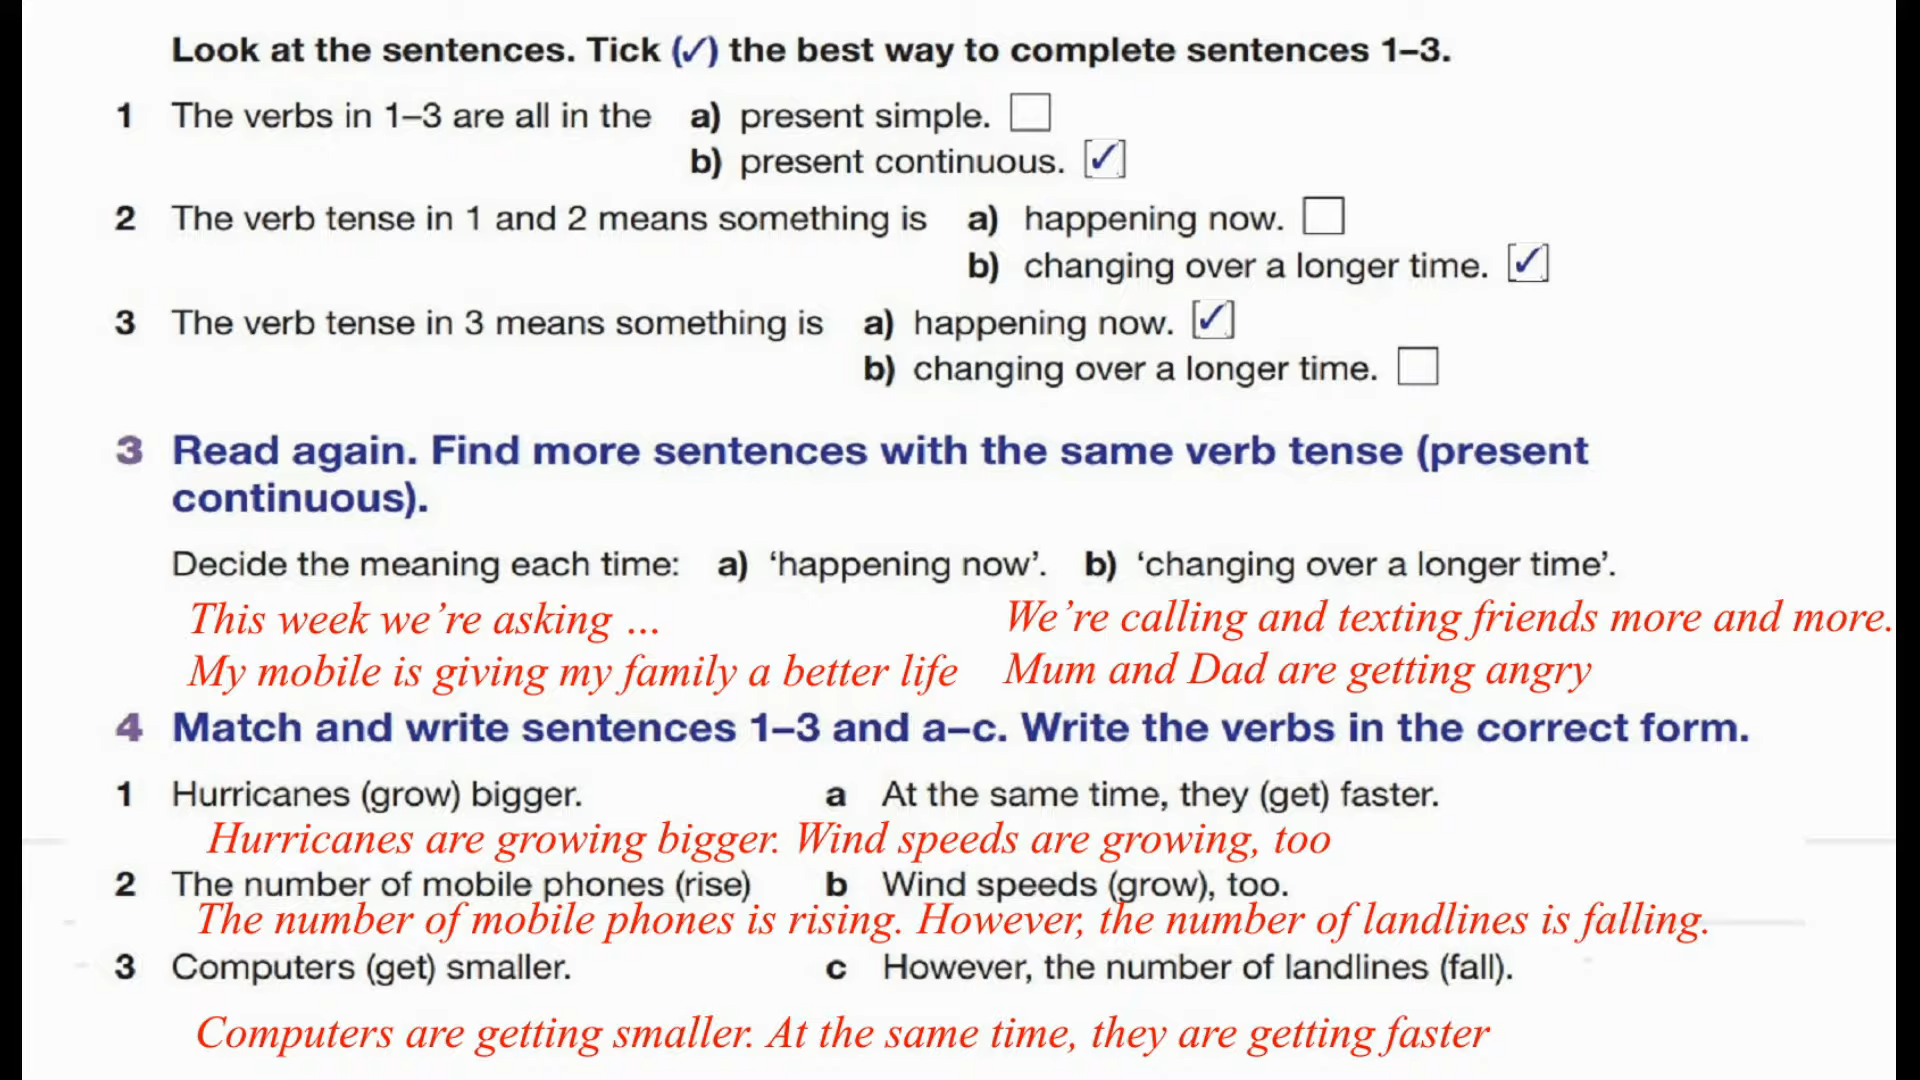 Look at the sentences. Tick (✓) the best way to complete sentences 1–3.
1 The verbs in 1–3 are all in the a) present simple.
b) present continuous. ✓
2 The verb tense in 1 and 2 means something is a) happening now.
b) changing over a longer time. ✓
3 The verb tense in 3 means something is a) happening now. ✓
b) changing over a longer time.
3 Read again. Find more sentences with the same verb tense (present
continuous).
Decide the meaning each time: a) ‘happening now’. b) ‘changing over a longer time’.
This week we’re asking ... We’re calling and texting friends more and more.
My mobile is giving my family a better life Mum and Dad are getting angry
4 Match and write sentences 1–3 and a–c. Write the verbs in the correct form.
1 Hurricanes (grow) bigger. a At the same time, they (get) faster.
Hurricanes are growing bigger. Wind speeds are growing, too
2 The number of mobile phones (rise) b Wind speeds (grow), too.
The number of mobile phones is rising. However, the number of landlines is falling.
3 Computers (get) smaller. c However, the number of landlines (fall).
Computers are getting smaller. At the same time, they are getting faster